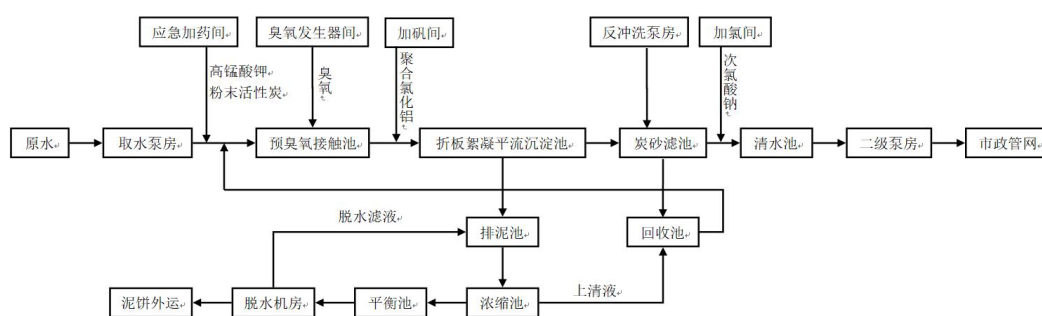 应急加药间
臭氧发生器间
加矾间
反冲洗泵房
加氯间
高锰酸钾
粉末活性炭
臭氧
聚合氯化铝
次氯酸钠
原水
取水泵房
预臭氧接触池
折板絮凝平流沉淀池
炭砂滤池
清水池
二级泵房
市政管网
脱水滤液
排泥池
回收池
泥饼外运
脱水机房
平衡池
浓缩池
上清液